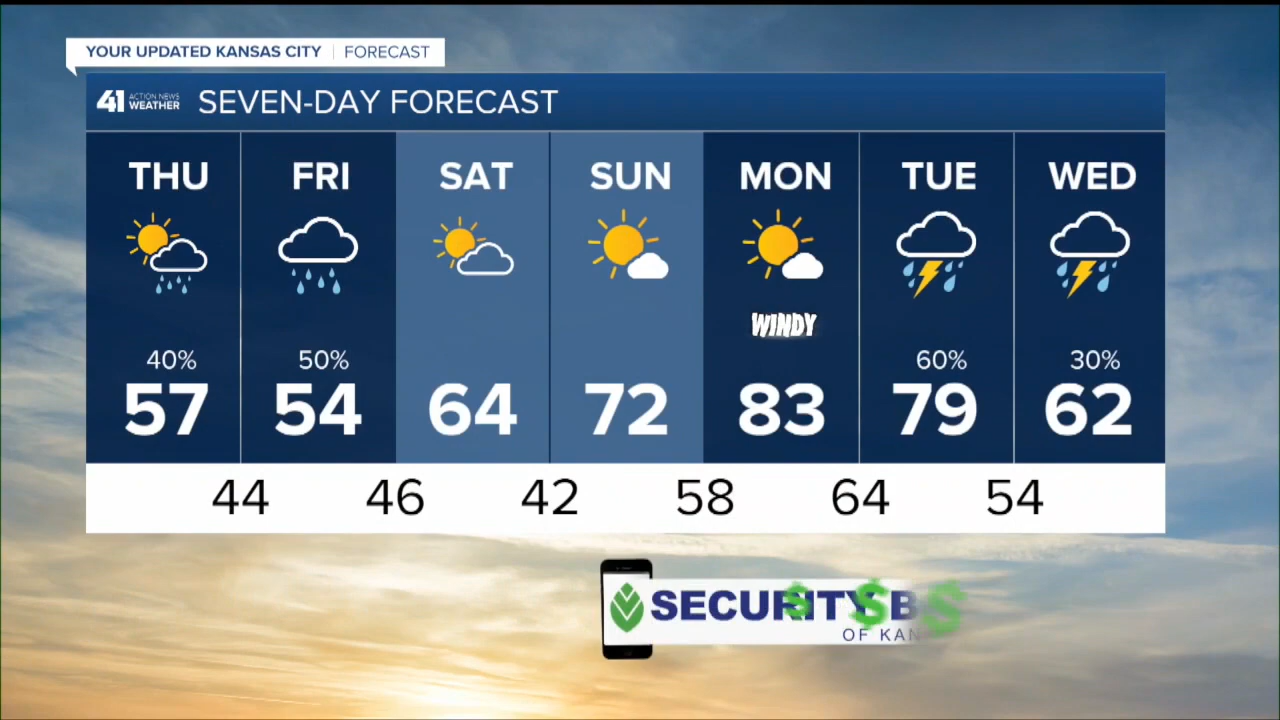 YOUR UPDATED KANSAS CITY | FORECAST
41 ACTION NEWS WEATHER SEVEN-DAY FORECAST
THU FRI SAT SUN MON TUE WED
WINDY
40% 50% 60% 30%
57 54 64 72 83 79 62
44 46 42 58 64 54
SECURITY
OF